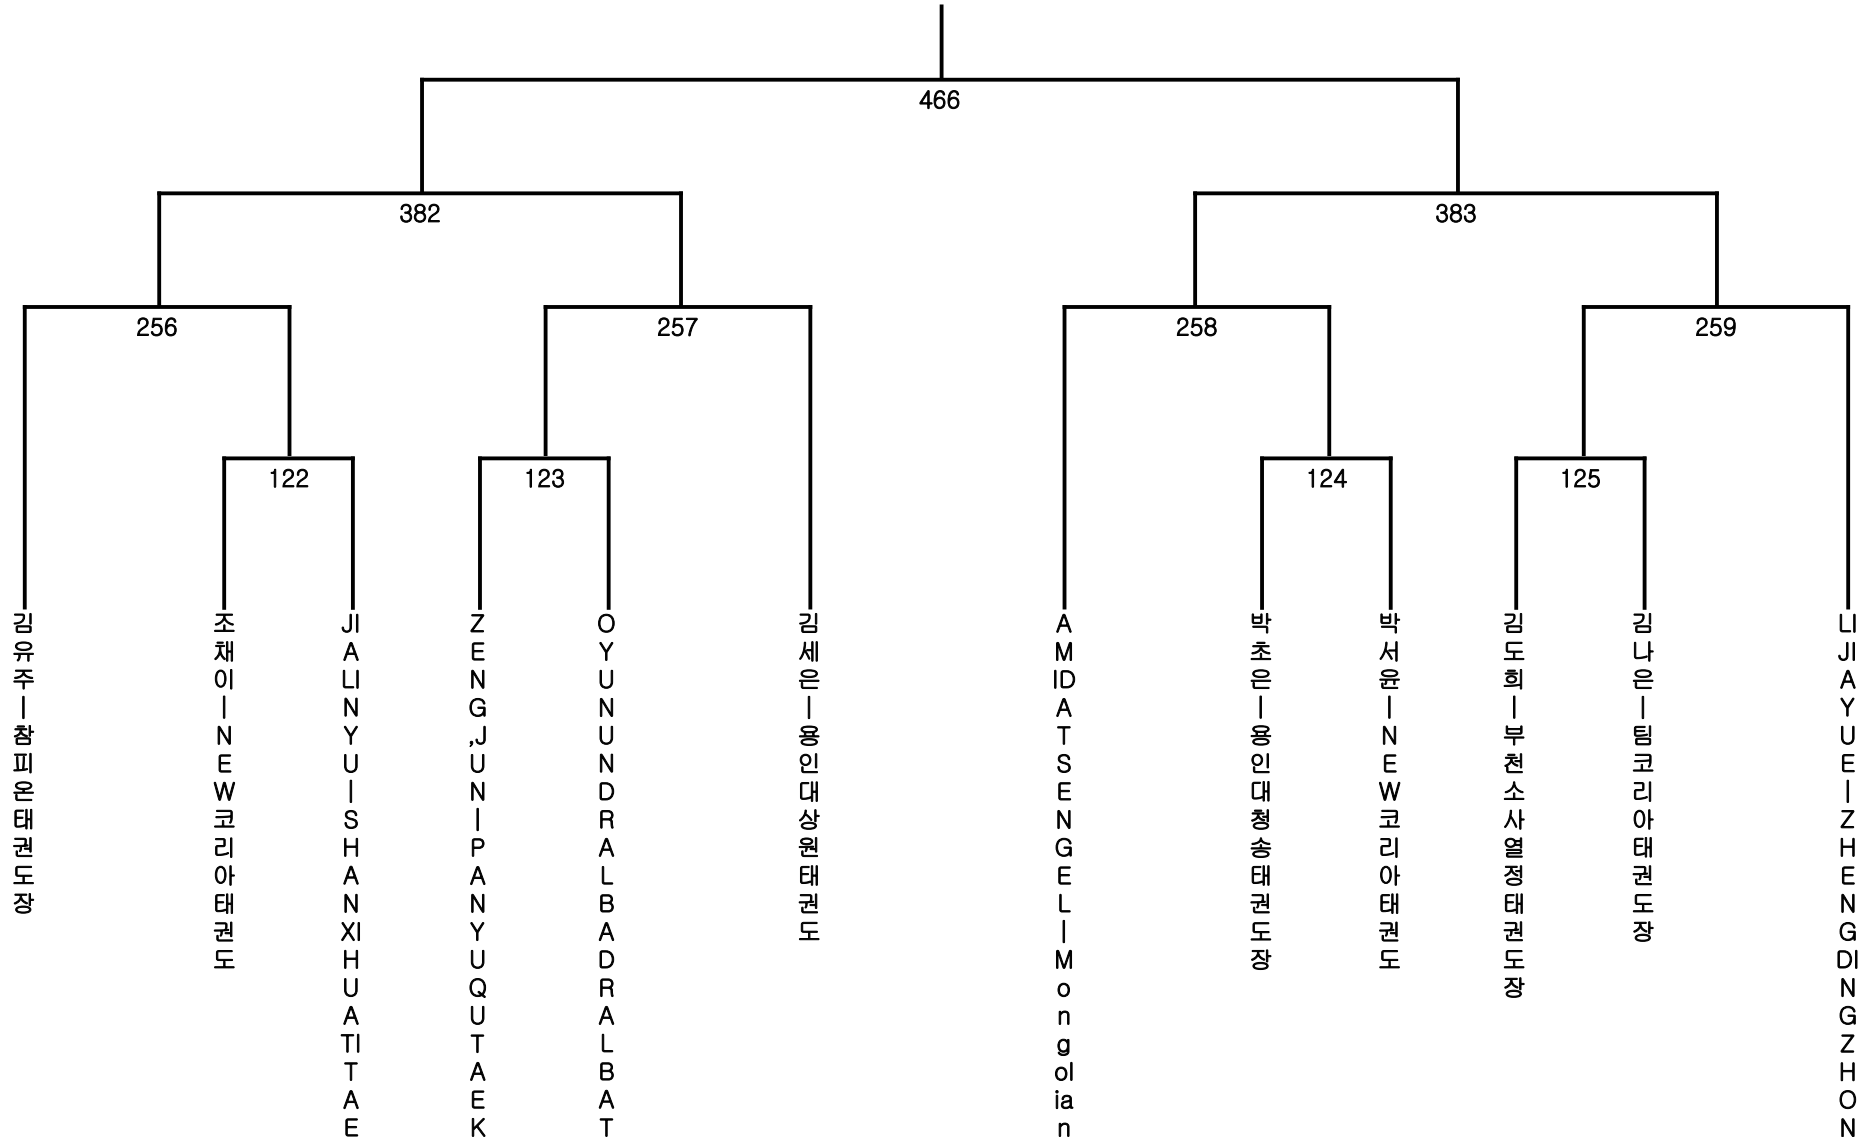 466
382
383
256
257
258
259
122
123
124
125
김유주|참피온태권도장
조채이|NEW코리아태권도
JIALINYU|SHANXIHUATITAE
ZENG,JUN|PANYUQUTAEK
OYUNUNDRALBADRALBAT
김세은|용인대상원태권도
AMIDATSENGEL|Mongolian
박초은|용인대청송태권도장
박서윤|NEW코리아태권도
김도희|부천소사열정태권도장
김나은|팀코리아태권도장
LIJIAYUE|ZHENGDINGZHON